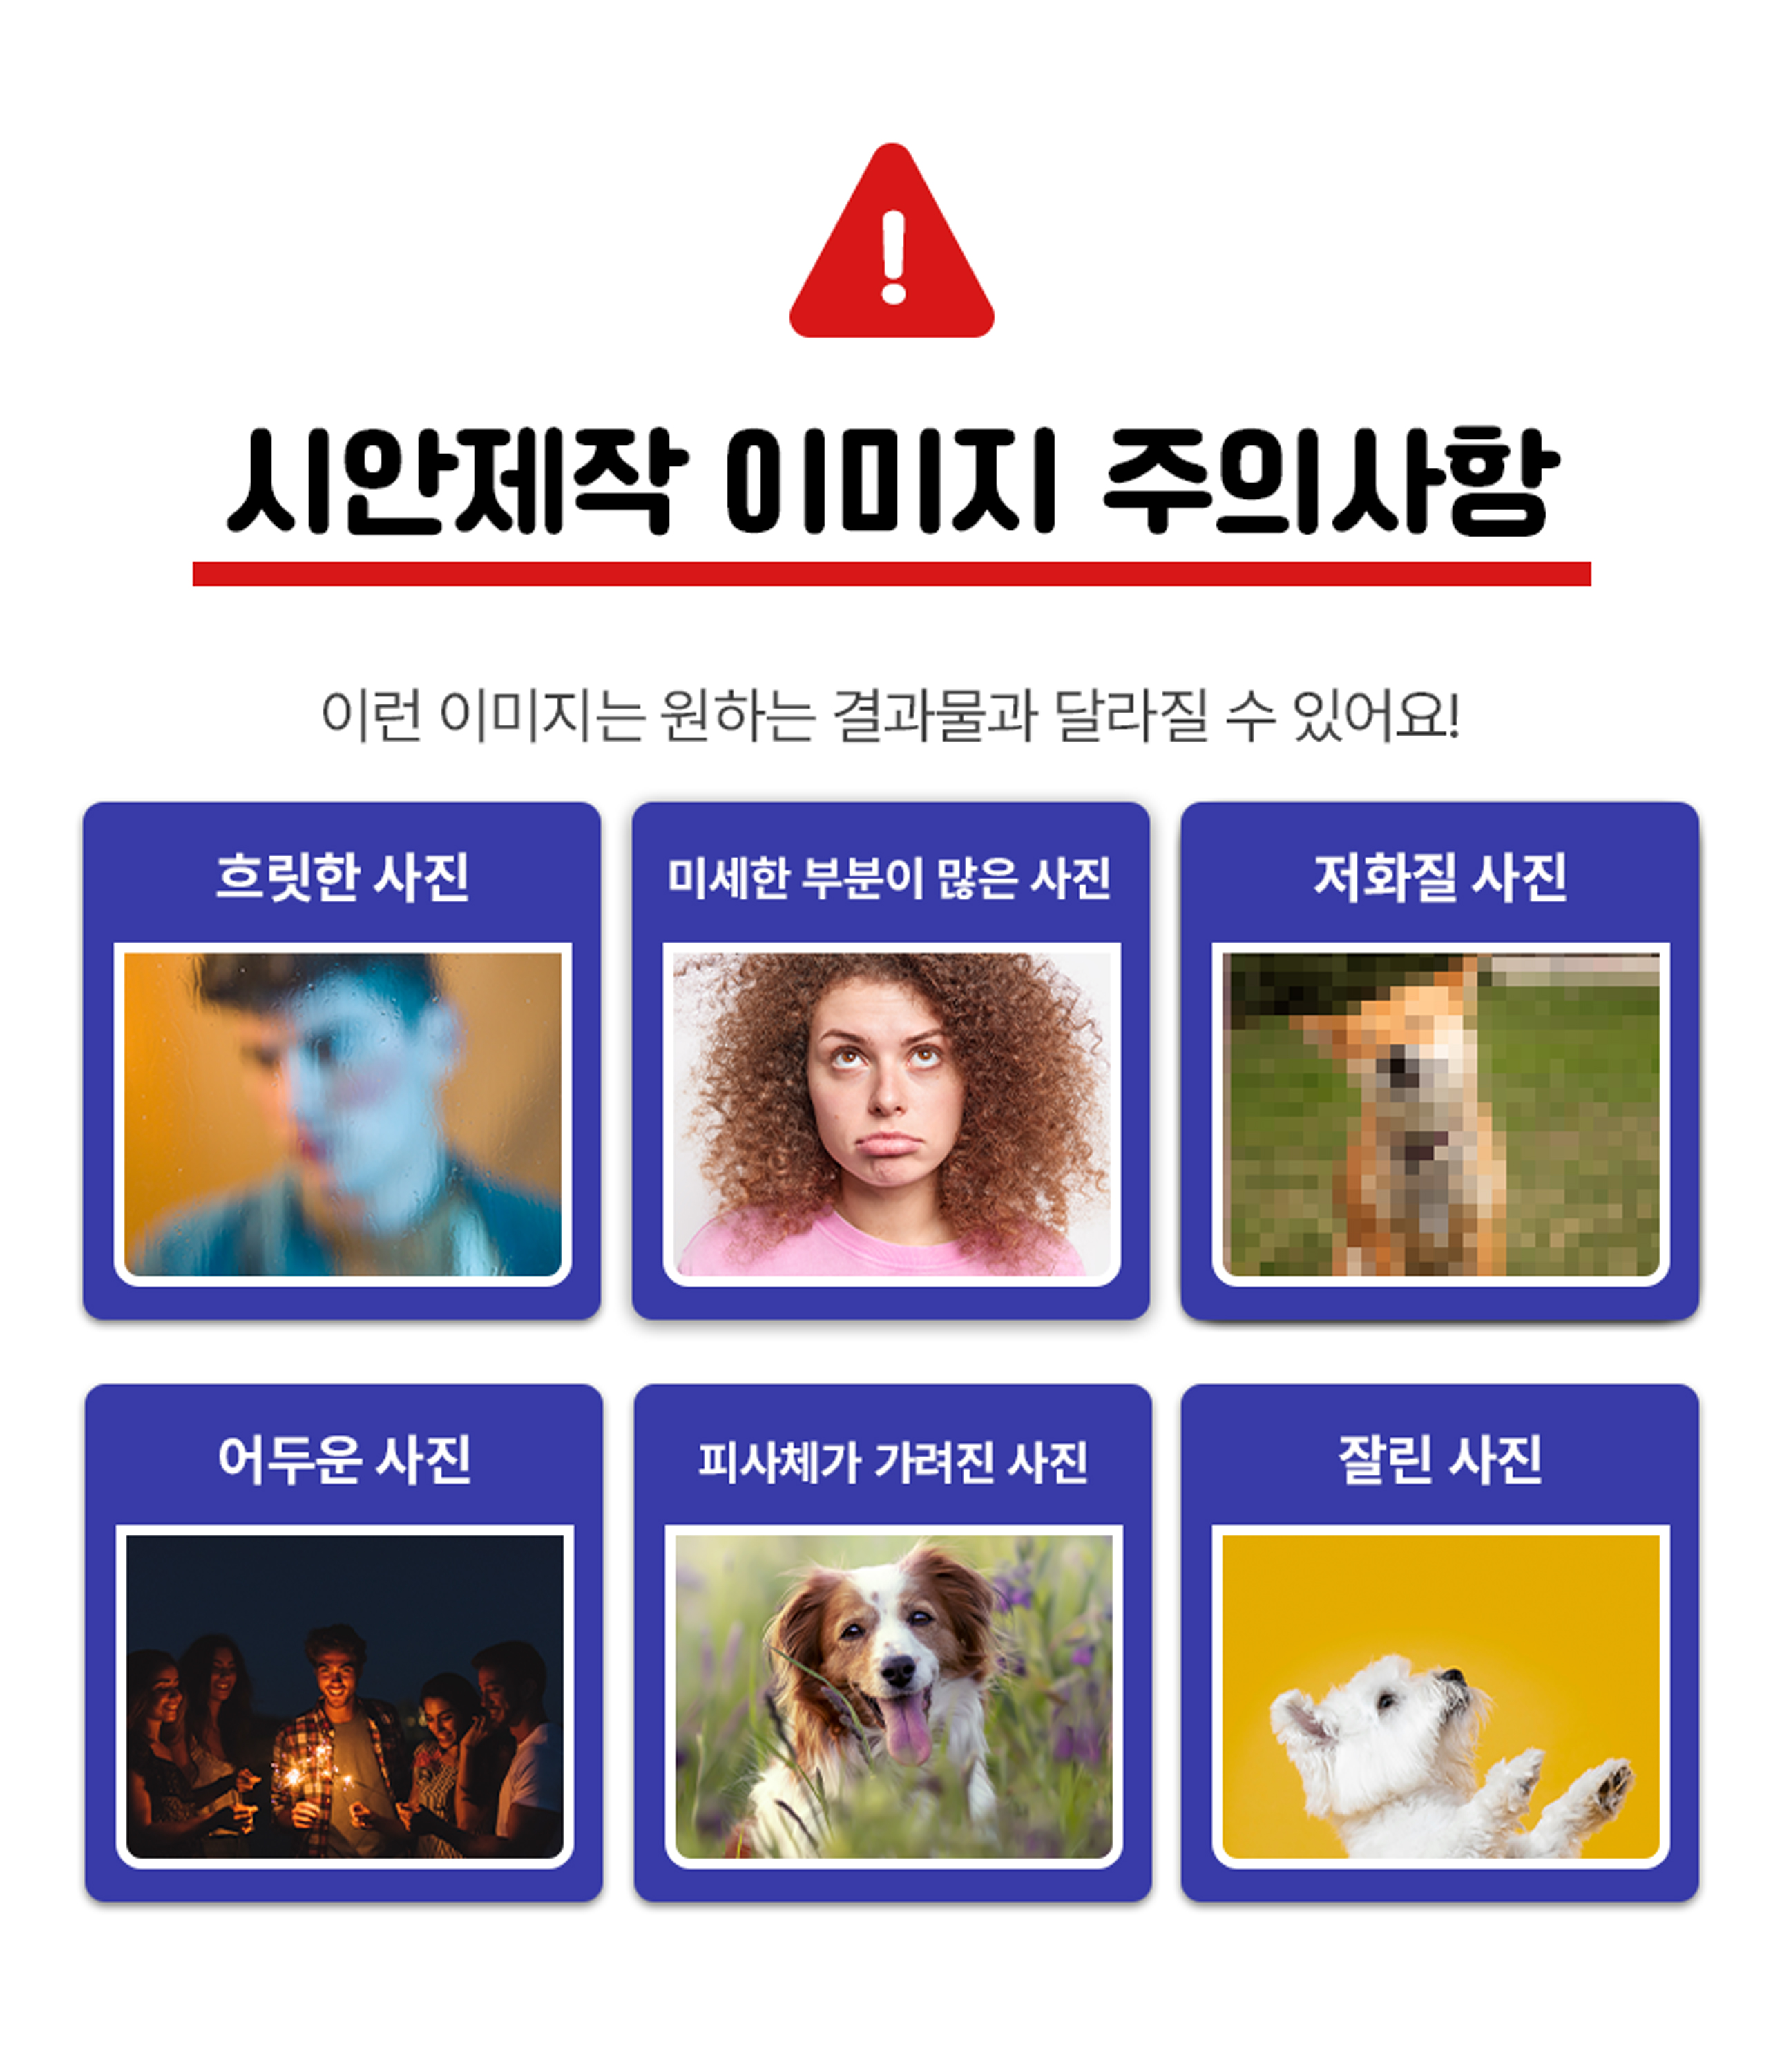 시안제작 이미지 주의사항
이런 이미지는 원하는 결과물과 달라질 수 있어요!
흐릿한 사진
미세한 부분이 많은 사진
저화질 사진
어두운 사진
피사체가 가려진 사진
잘린 사진